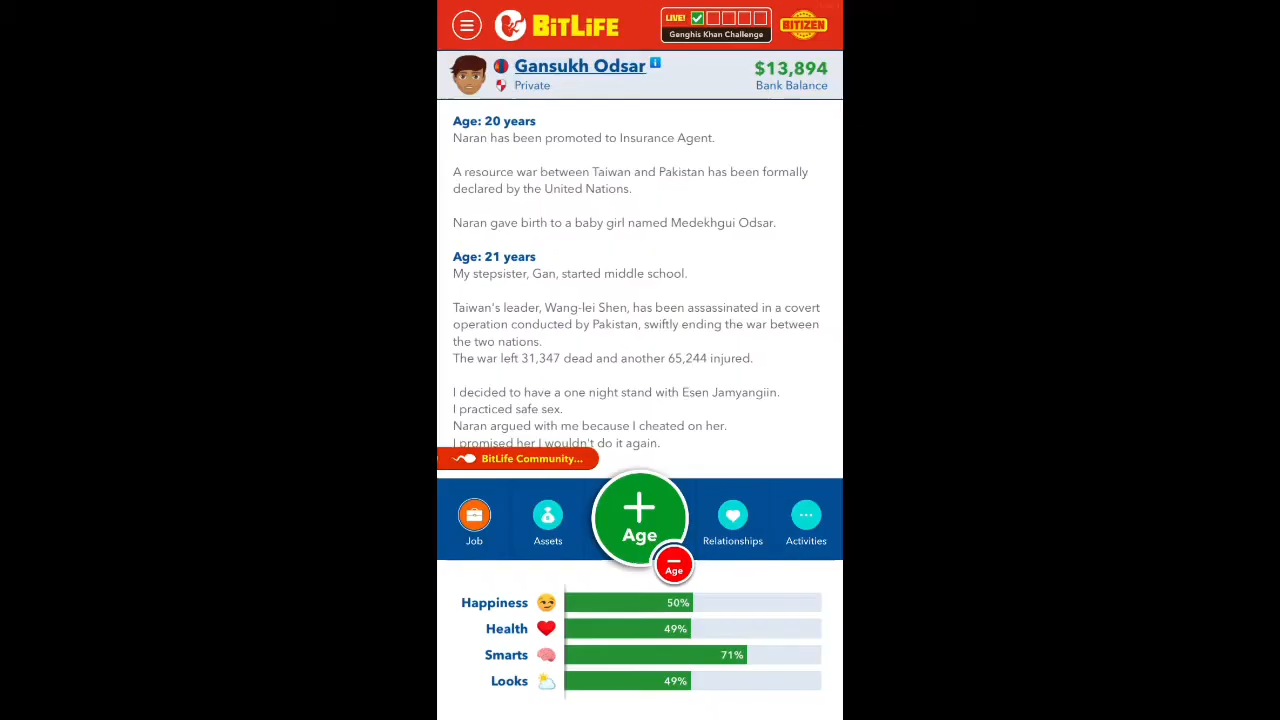 BitLife
LIVE!
Genghis Khan Challenge
BITIZEN
Gansukh Odsar
i
Private
$13,894
Bank Balance
Age: 20 years
Naran has been promoted to Insurance Agent.
A resource war between Taiwan and Pakistan has been formally
declared by the United Nations.
Naran gave birth to a baby girl named Medekhgui Odsar.
Age: 21 years
My stepsister, Gan, started middle school.
Taiwan's leader, Wang-lei Shen, has been assassinated in a covert
operation conducted by Pakistan, swiftly ending the war between
the two nations.
The war left 31,347 dead and another 65,244 injured.
I decided to have a one night stand with Esen Jamyangiin.
I practiced safe sex.
Naran argued with me because I cheated on her.
I promised her I wouldn't do it again.
BitLife Community...
Job
Assets
Age
Age
Relationships
Activities
Happiness
50%
Health
49%
Smarts
71%
Looks
49%